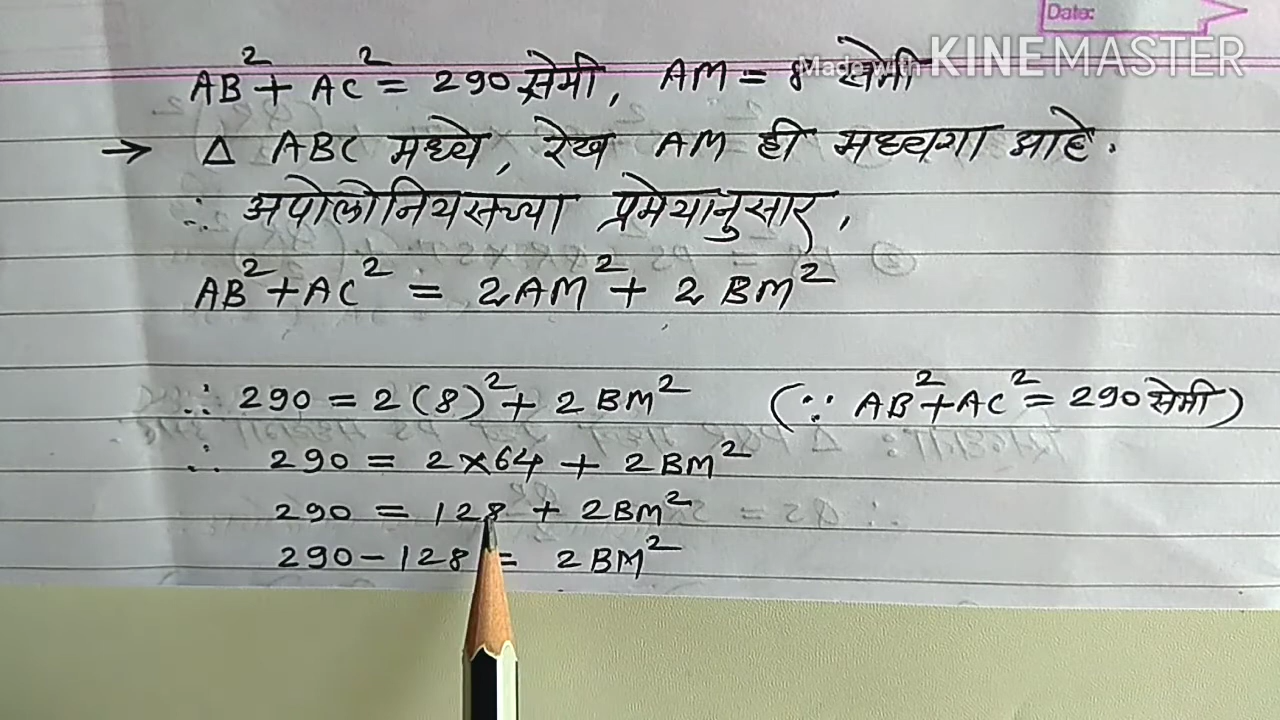 Date:
Made with KINEMASTER
AB² + AC² = 290 सेमी, AM = 8 सेमी
→ Δ ABC मध्ये, रेख AM ही मध्यगा आहे.
∴ अपोलोनियसच्या प्रमेयानुसार,
AB² + AC² = 2AM² + 2BM²
∴ 290 = 2(8)² + 2BM² (∵ AB² + AC² = 290 सेमी)
∴ 290 = 2×64 + 2BM²
290 = 128 + 2BM²
290 - 128 = 2BM²